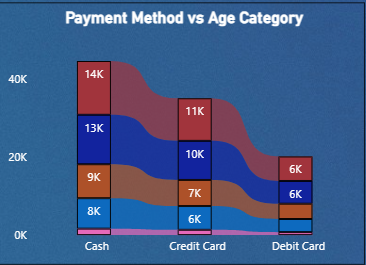 Payment Method vs Age Category
40K
20K
0K
14K
13K
9K
8K
11K
10K
7K
6K
6K
6K
Cash
Credit Card
Debit Card